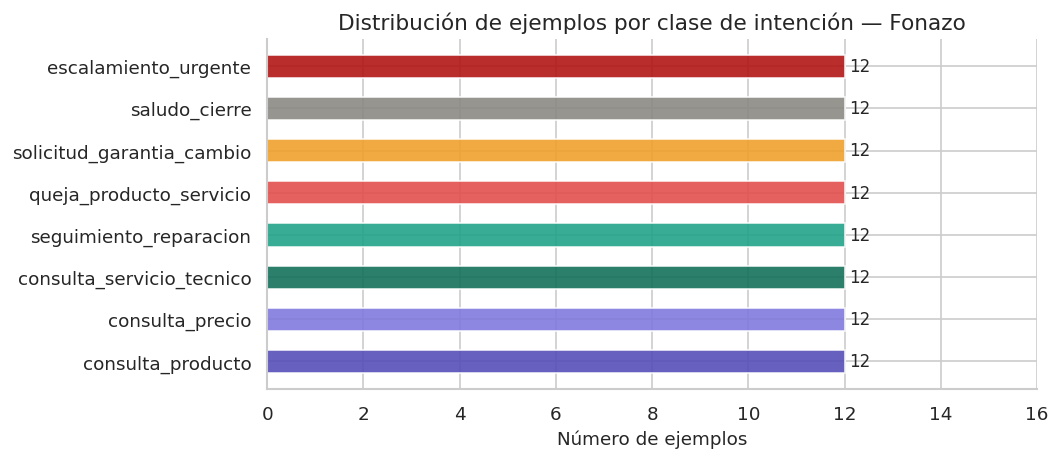 Distribución de ejemplos por clase de intención — Fonazo
escalamiento_urgente 12
saludo_cierre 12
solicitud_garantia_cambio 12
queja_producto_servicio 12
seguimiento_reparacion 12
consulta_servicio_tecnico 12
consulta_precio 12
consulta_producto 12
0 2 4 6 8 10 12 14 16
Número de ejemplos